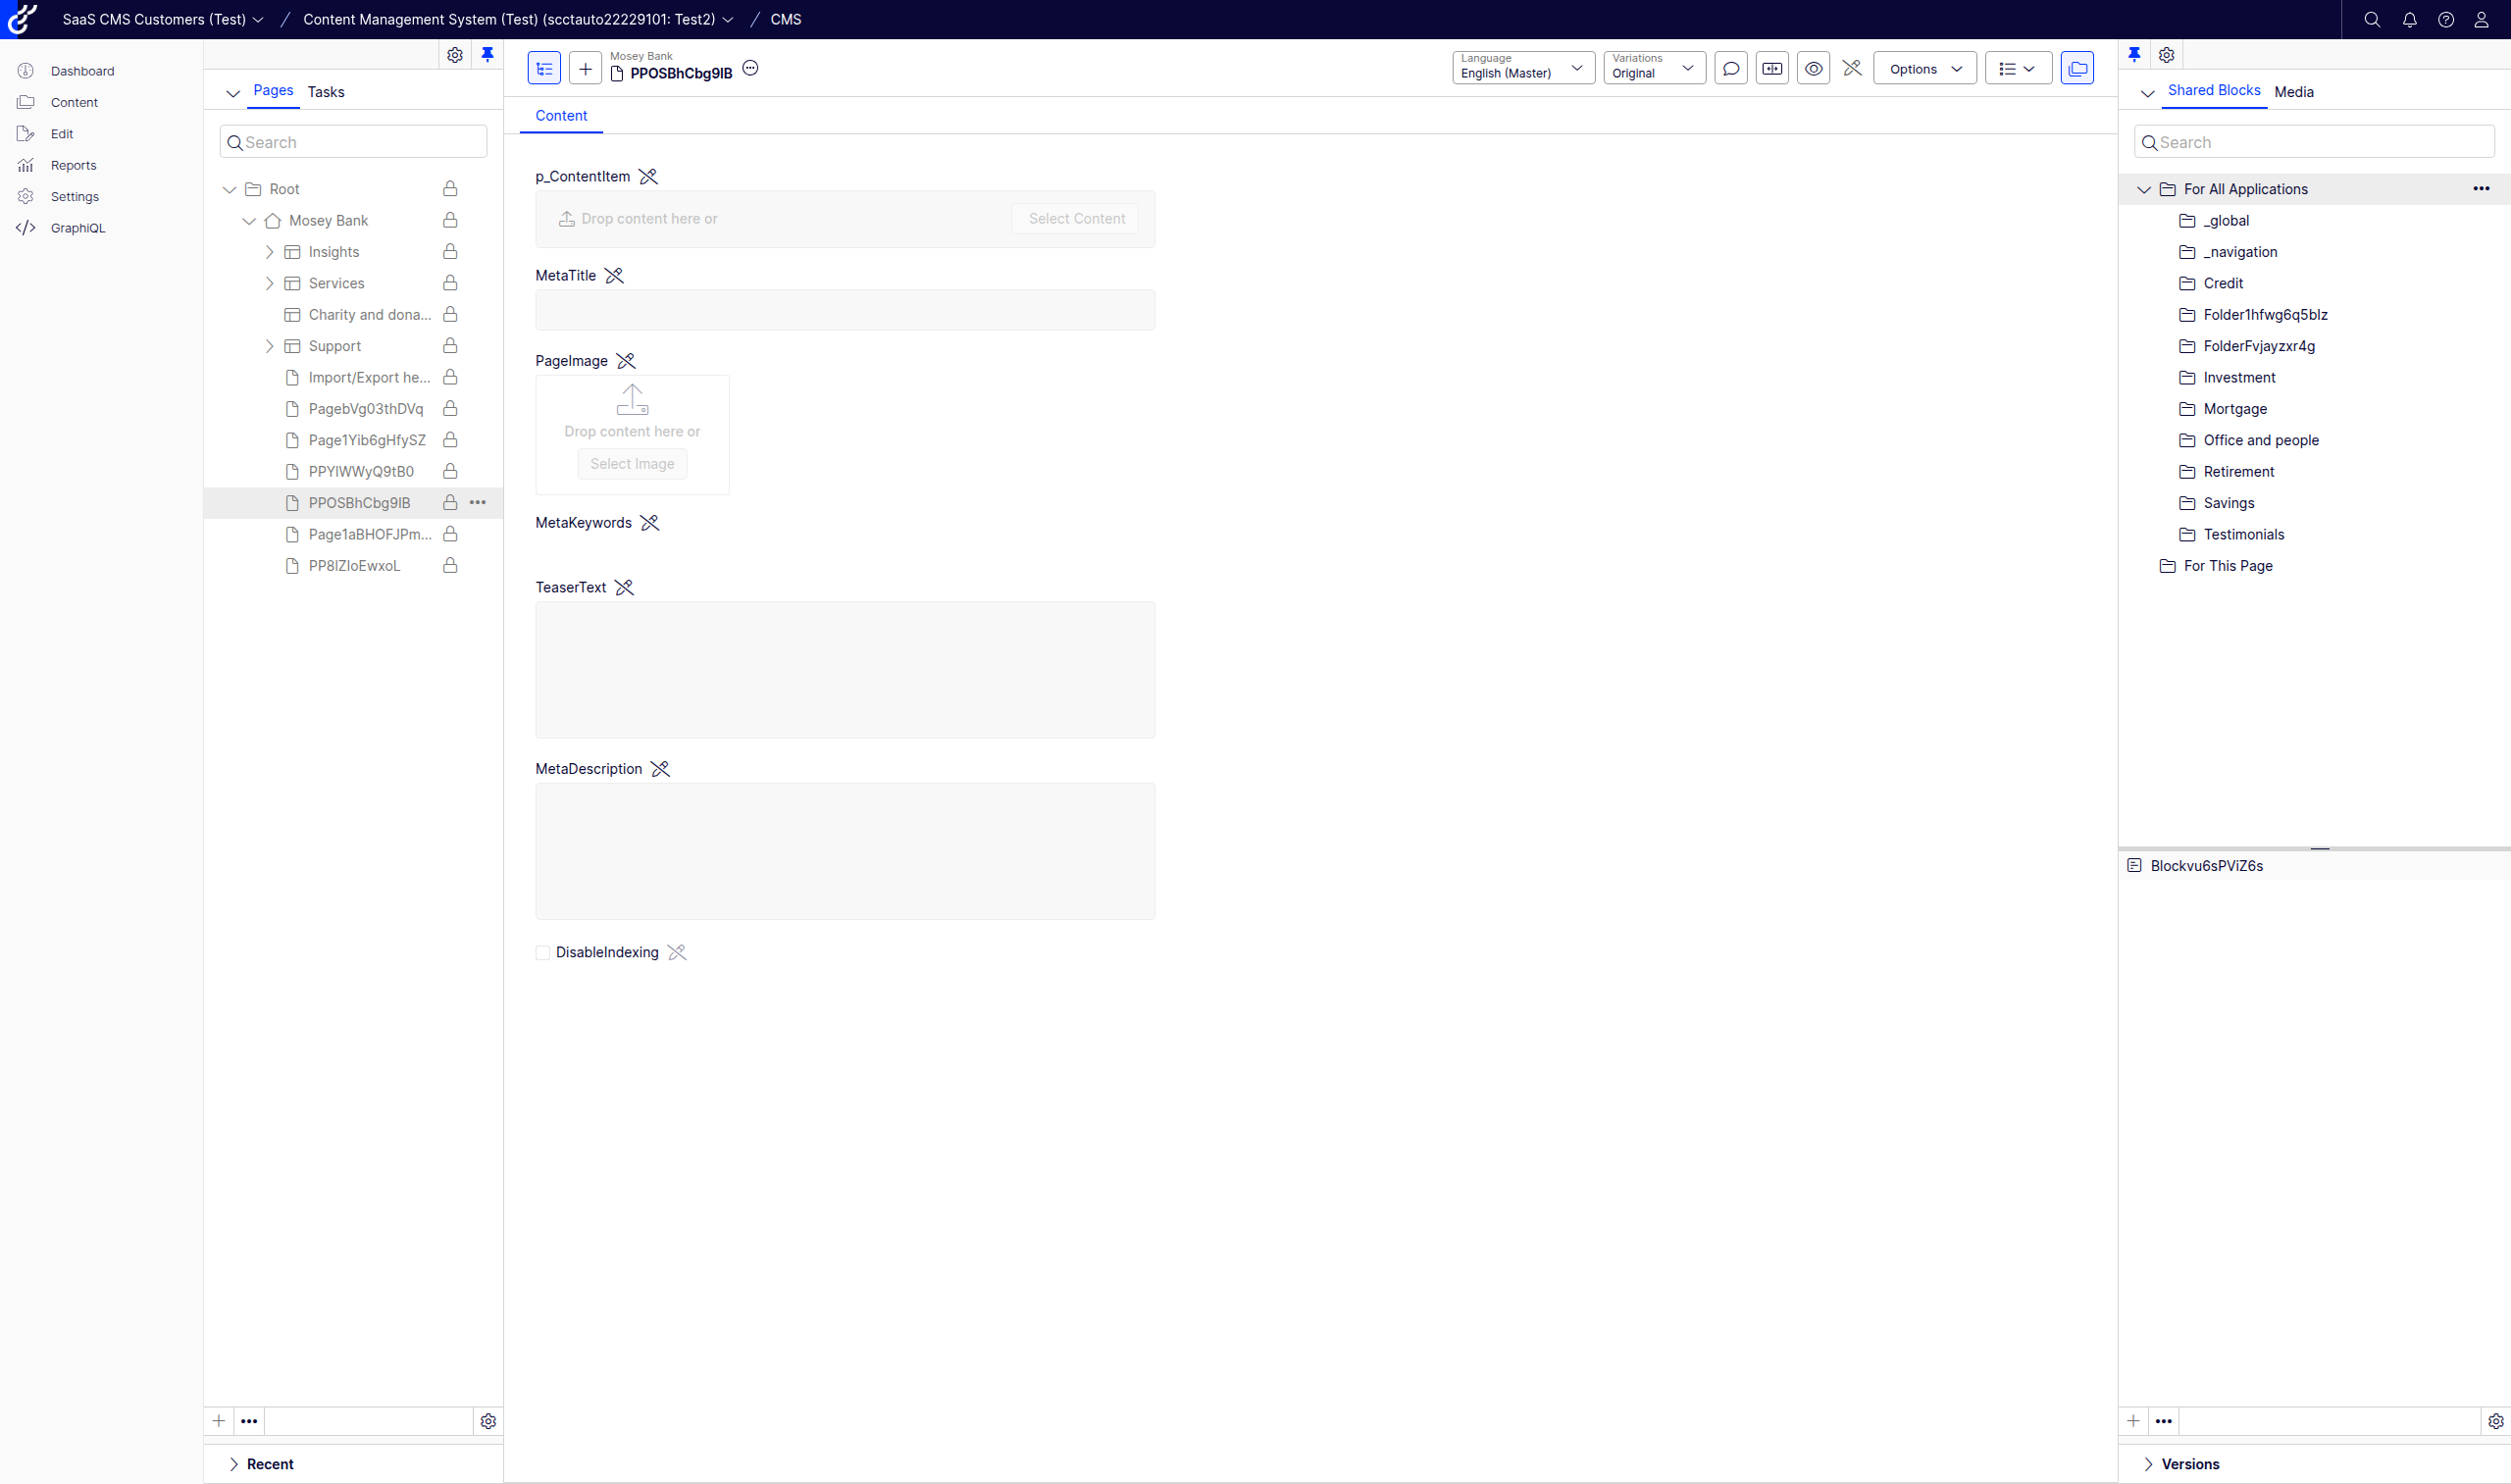 SaaS CMS Customers (Test) / Content Management System (Test) (scctauto22229101: Test2) / CMS
Dashboard
Content
Edit
Reports
Settings
GraphiQL
Pages Tasks
Search
Root
Mosey Bank
Insights
Services
Charity and dona...
Support
Import/Export he...
PagebVg03thDVq
Page1Yib6gHfySZ
PPYlWWyQ9tB0
PPOSBhCbg9IB
Page1aBHOFJPm...
PP8IZIoEwxoL
Recent
Mosey Bank
PPOSBhCbg9IB
Language
English (Master)
Variations
Original
Options
Content
p_ContentItem
Drop content here or
Select Content
MetaTitle
PageImage
Drop content here or
Select Image
MetaKeywords
TeaserText
MetaDescription
DisableIndexing
Shared Blocks Media
Search
For All Applications
_global
_navigation
Credit
Folder1hfwg6q5blz
FolderFvjayzxr4g
Investment
Mortgage
Office and people
Retirement
Savings
Testimonials
For This Page
Blockvu6sPViZ6s
Versions